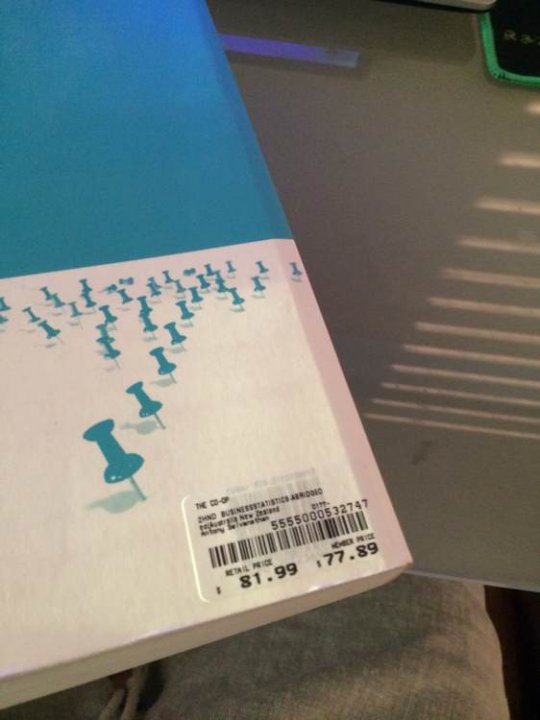 THE CO-OP
2HND BUSINESSSTATISTICS-ABRIDGED
ed(Australia New Zealand
Antony Selvanathan
5555000532747
RETAIL PRICE MEMBER PRICE
$ 81.99 $77.89